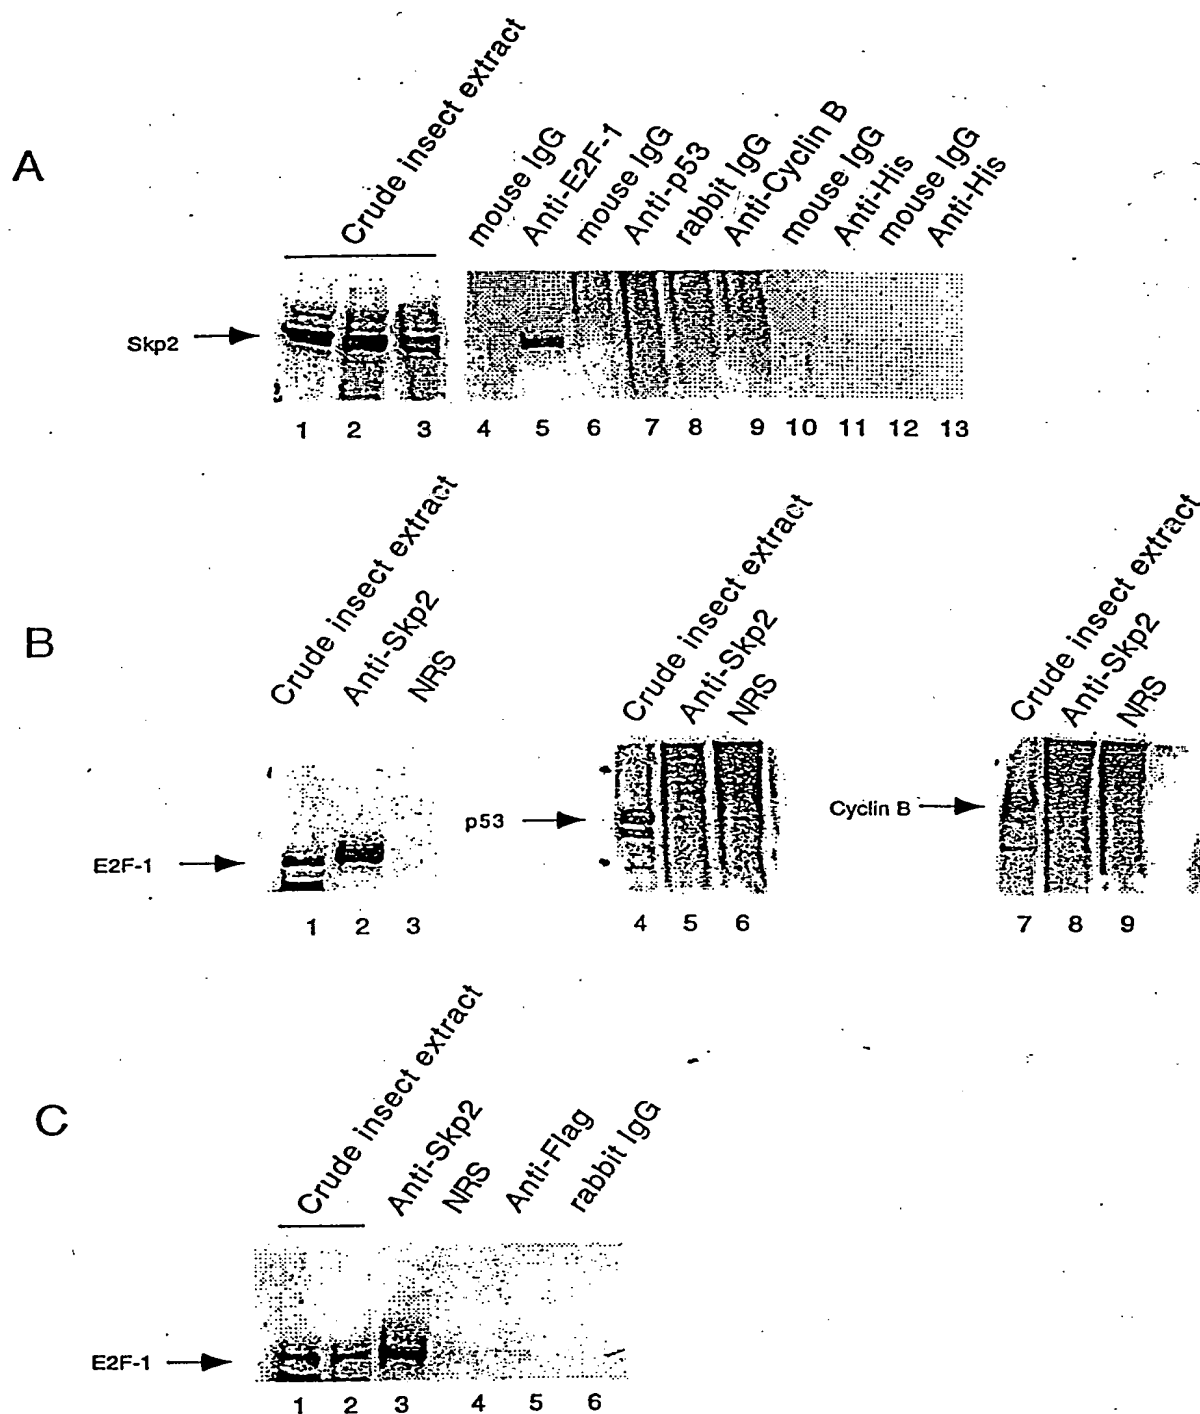 A
Crude insect extract
mouse IgG
Anti-E2F-1
mouse IgG
Anti-p53
rabbit IgG
Anti-Cyclin B
mouse IgG
Anti-His
mouse IgG
Anti-His
Skp2
1 2 3 4 5 6 7 8 9 10 11 12 13
B
Crude insect extract
Anti-Skp2
NRS
Crude insect extract
Anti-Skp2
NRS
Crude insect extract
Anti-Skp2
NRS
E2F-1
p53
Cyclin B
1 2 3 4 5 6 7 8 9
C
Crude insect extract
Anti-Skp2
NRS
Anti-Flag
rabbit IgG
E2F-1
1 2 3 4 5 6